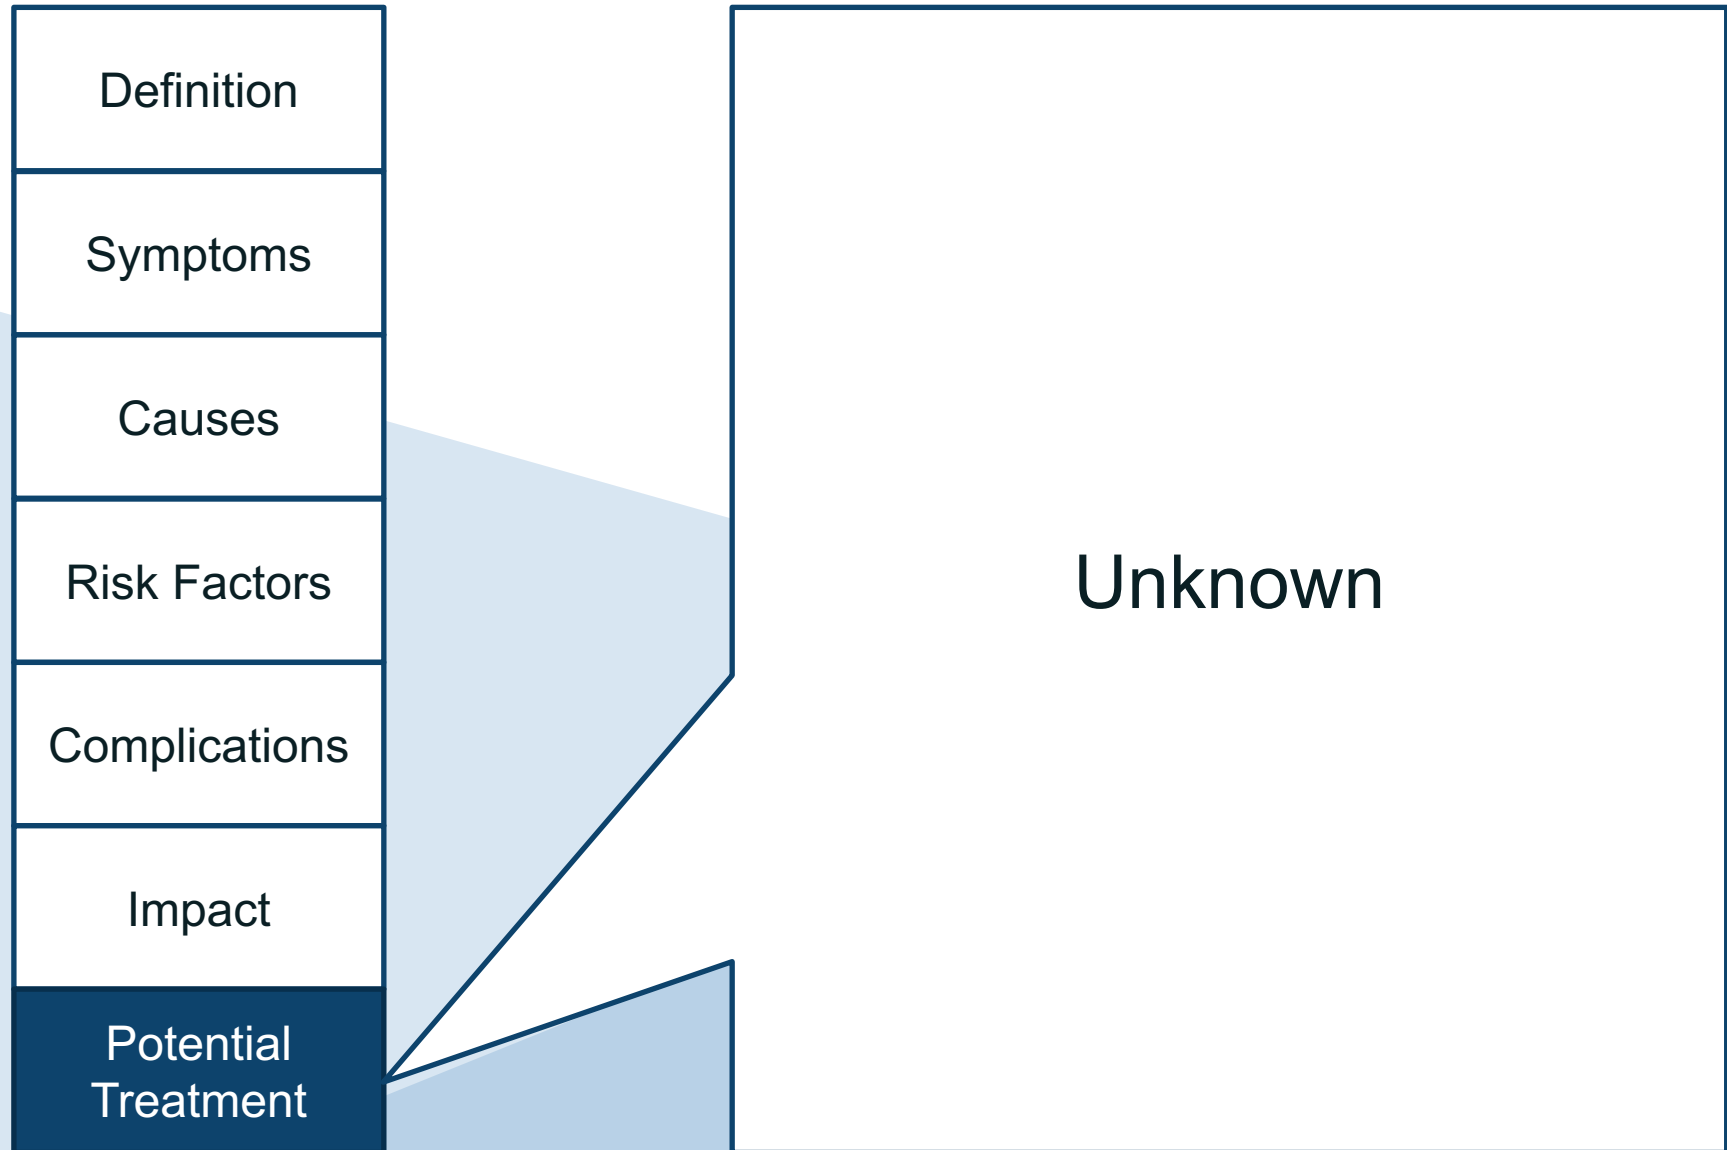 Definition
Symptoms
Causes
Risk Factors
Complications
Impact
Potential
Treatment
Unknown